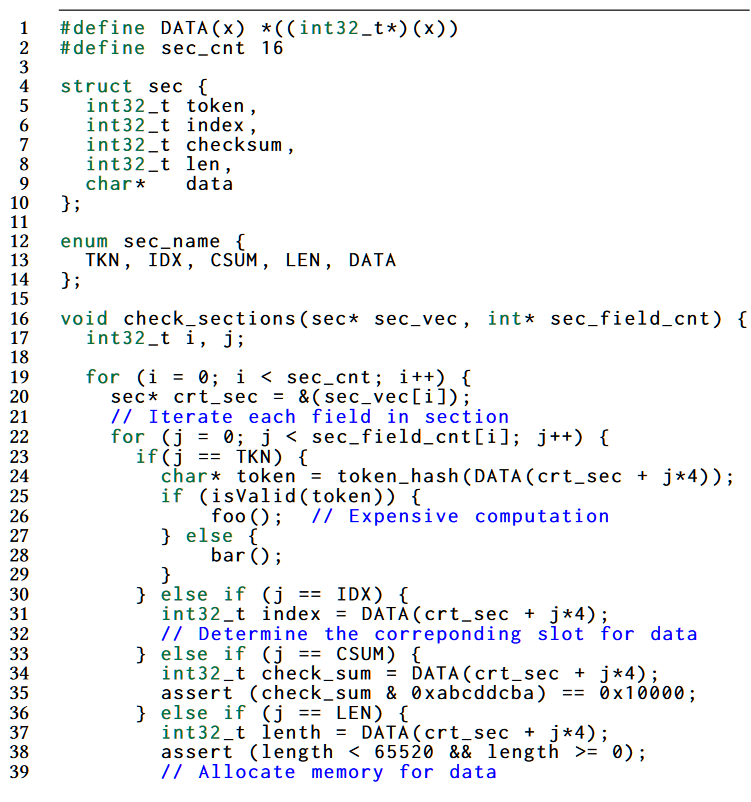 1 #define DATA(x) *((int32_t*)(x))
2 #define sec_cnt 16
3
4 struct sec {
5 int32_t token,
6 int32_t index,
7 int32_t checksum,
8 int32_t len,
9 char* data
10 };
11
12 enum sec_name {
13 TKN, IDX, CSUM, LEN, DATA
14 };
15
16 void check_sections(sec* sec_vec, int* sec_field_cnt) {
17 int32_t i, j;
18
19 for (i = 0; i < sec_cnt; i++) {
20 sec* crt_sec = &(sec_vec[i]);
21 // Iterate each field in section
22 for (j = 0; j < sec_field_cnt[i]; j++) {
23 if(j == TKN) {
24 char* token = token_hash(DATA(crt_sec + j*4));
25 if (isValid(token)) {
26 foo(); // Expensive computation
27 } else {
28 bar();
29 }
30 } else if (j == IDX) {
31 int32_t index = DATA(crt_sec + j*4);
32 // Determine the correponding slot for data
33 } else if (j == CSUM) {
34 int32_t check_sum = DATA(crt_sec + j*4);
35 assert (check_sum & 0xabcddcba) == 0x10000;
36 } else if (j == LEN) {
37 int32_t lenth = DATA(crt_sec + j*4);
38 assert (length < 65520 && length >= 0);
39 // Allocate memory for data